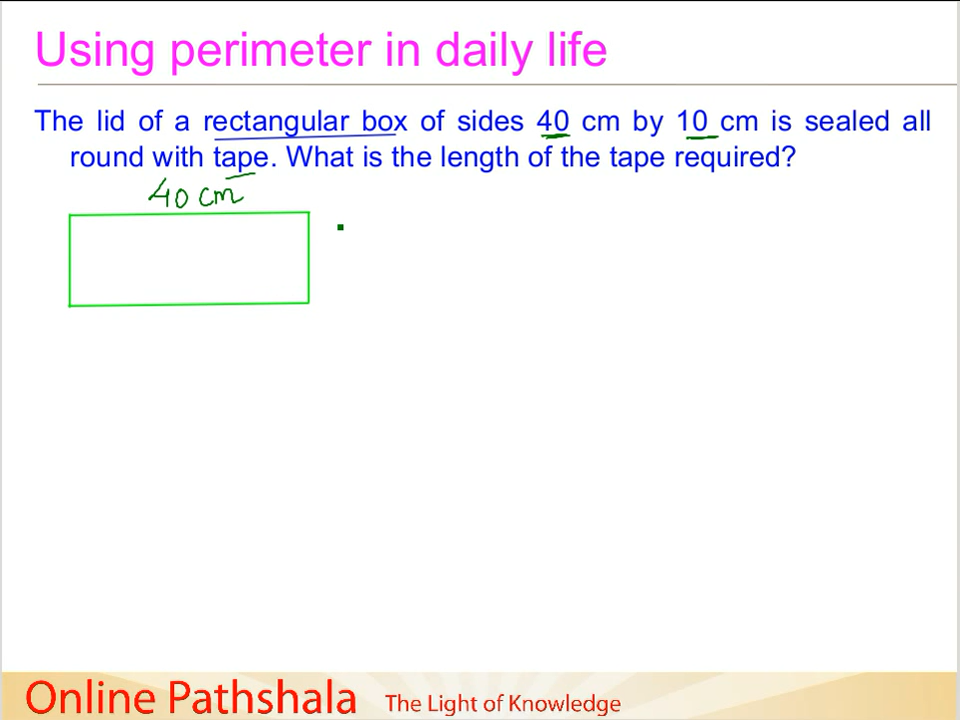 Using perimeter in daily life
The lid of a rectangular box of sides 40 cm by 10 cm is sealed all
round with tape. What is the length of the tape required?
40 cm
Online Pathshala The Light of Knowledge